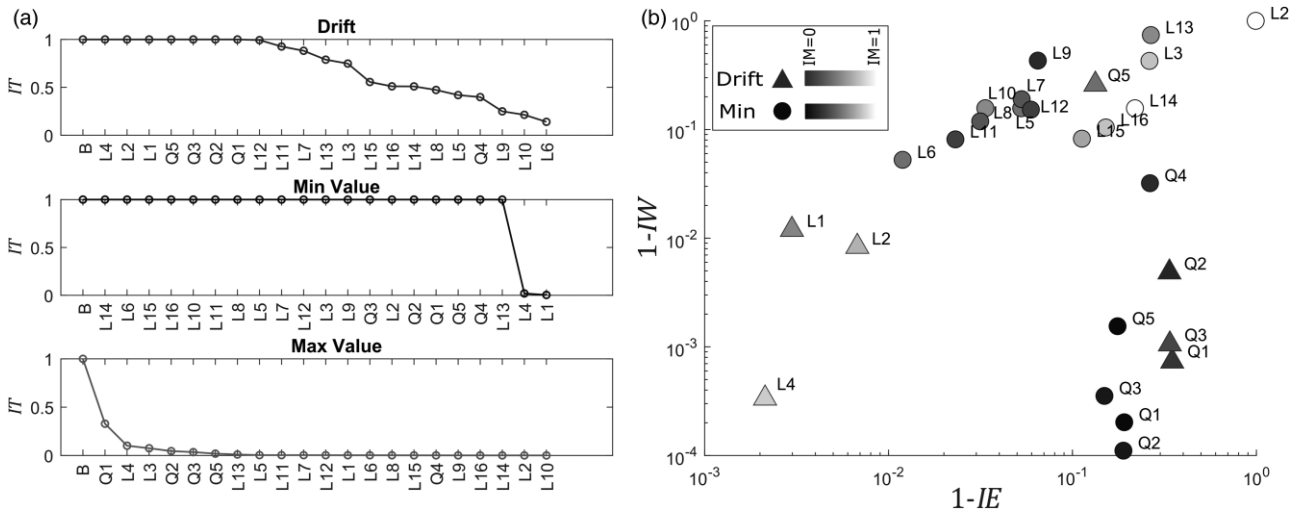 (a)
Drift
IT
1
0.5
0
B L4 L2 L1 Q5 Q3 Q2 Q1 L12 L11 L7 L13 L3 L15 L16 L14 L8 L5 Q4 L9 L10 L6
Min Value
IT
1
0.5
0
B L14 L6 L15 L16 L10 L11 L8 L5 Q5 L7 L12 L3 L9 Q3 L2 Q2 Q1 L5 Q4 L13 L4 L1
Max Value
IT
1
0.5
0
B Q1 L4 L3 Q2 Q3 Q5 L13 L5 L11 L7 L12 L1 L6 L8 L15 Q4 L9 L16 L14 L2 L10
(b)
1-IW
10^0
10^-1
10^-2
10^-3
10^-4
IM=0 IM=1
Drift
Min
L2
L13
L3
L9
Q5
L7
L10
L14
L12
L8
L5
L16
L15
L11
L6
Q4
L1
L2
Q2
Q5
Q3
Q1
L4
Q3
Q1
Q2
10^-3 10^-2 10^-1 10^0
1-IE